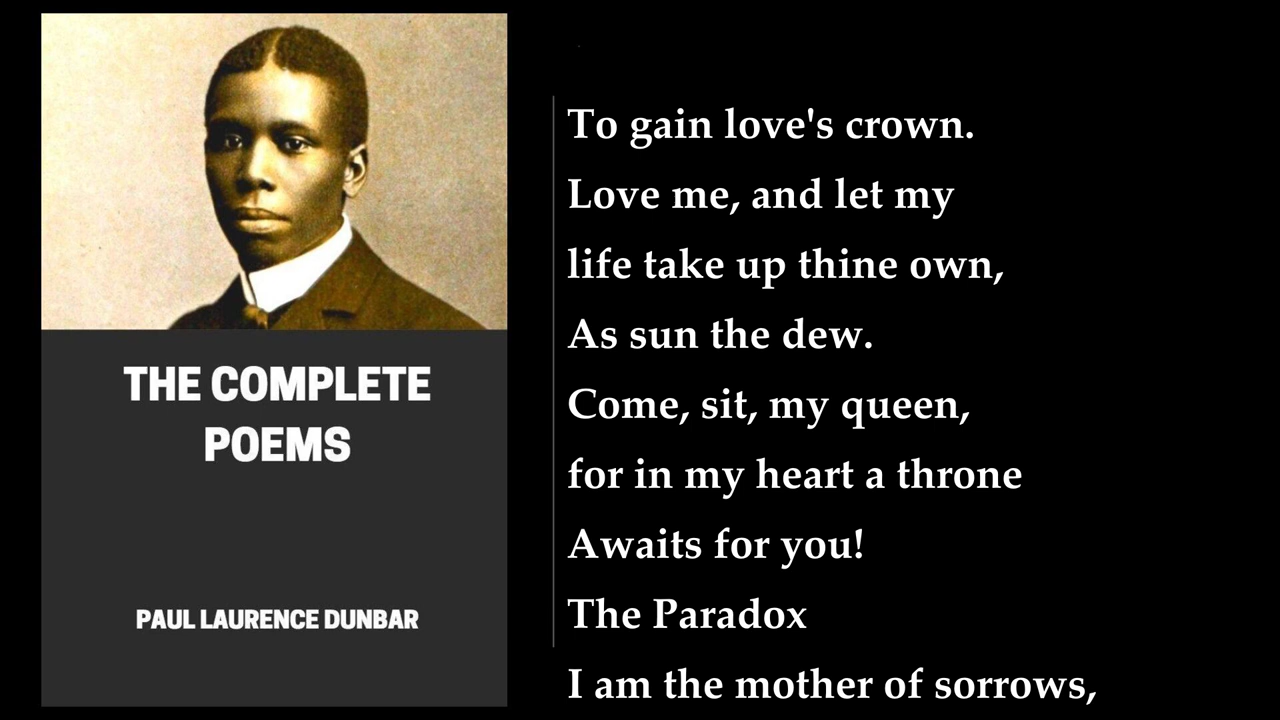 THE COMPLETE
POEMS
PAUL LAURENCE DUNBAR
To gain love's crown.
Love me, and let my
life take up thine own,
As sun the dew.
Come, sit, my queen,
for in my heart a throne
Awaits for you!
The Paradox
I am the mother of sorrows,